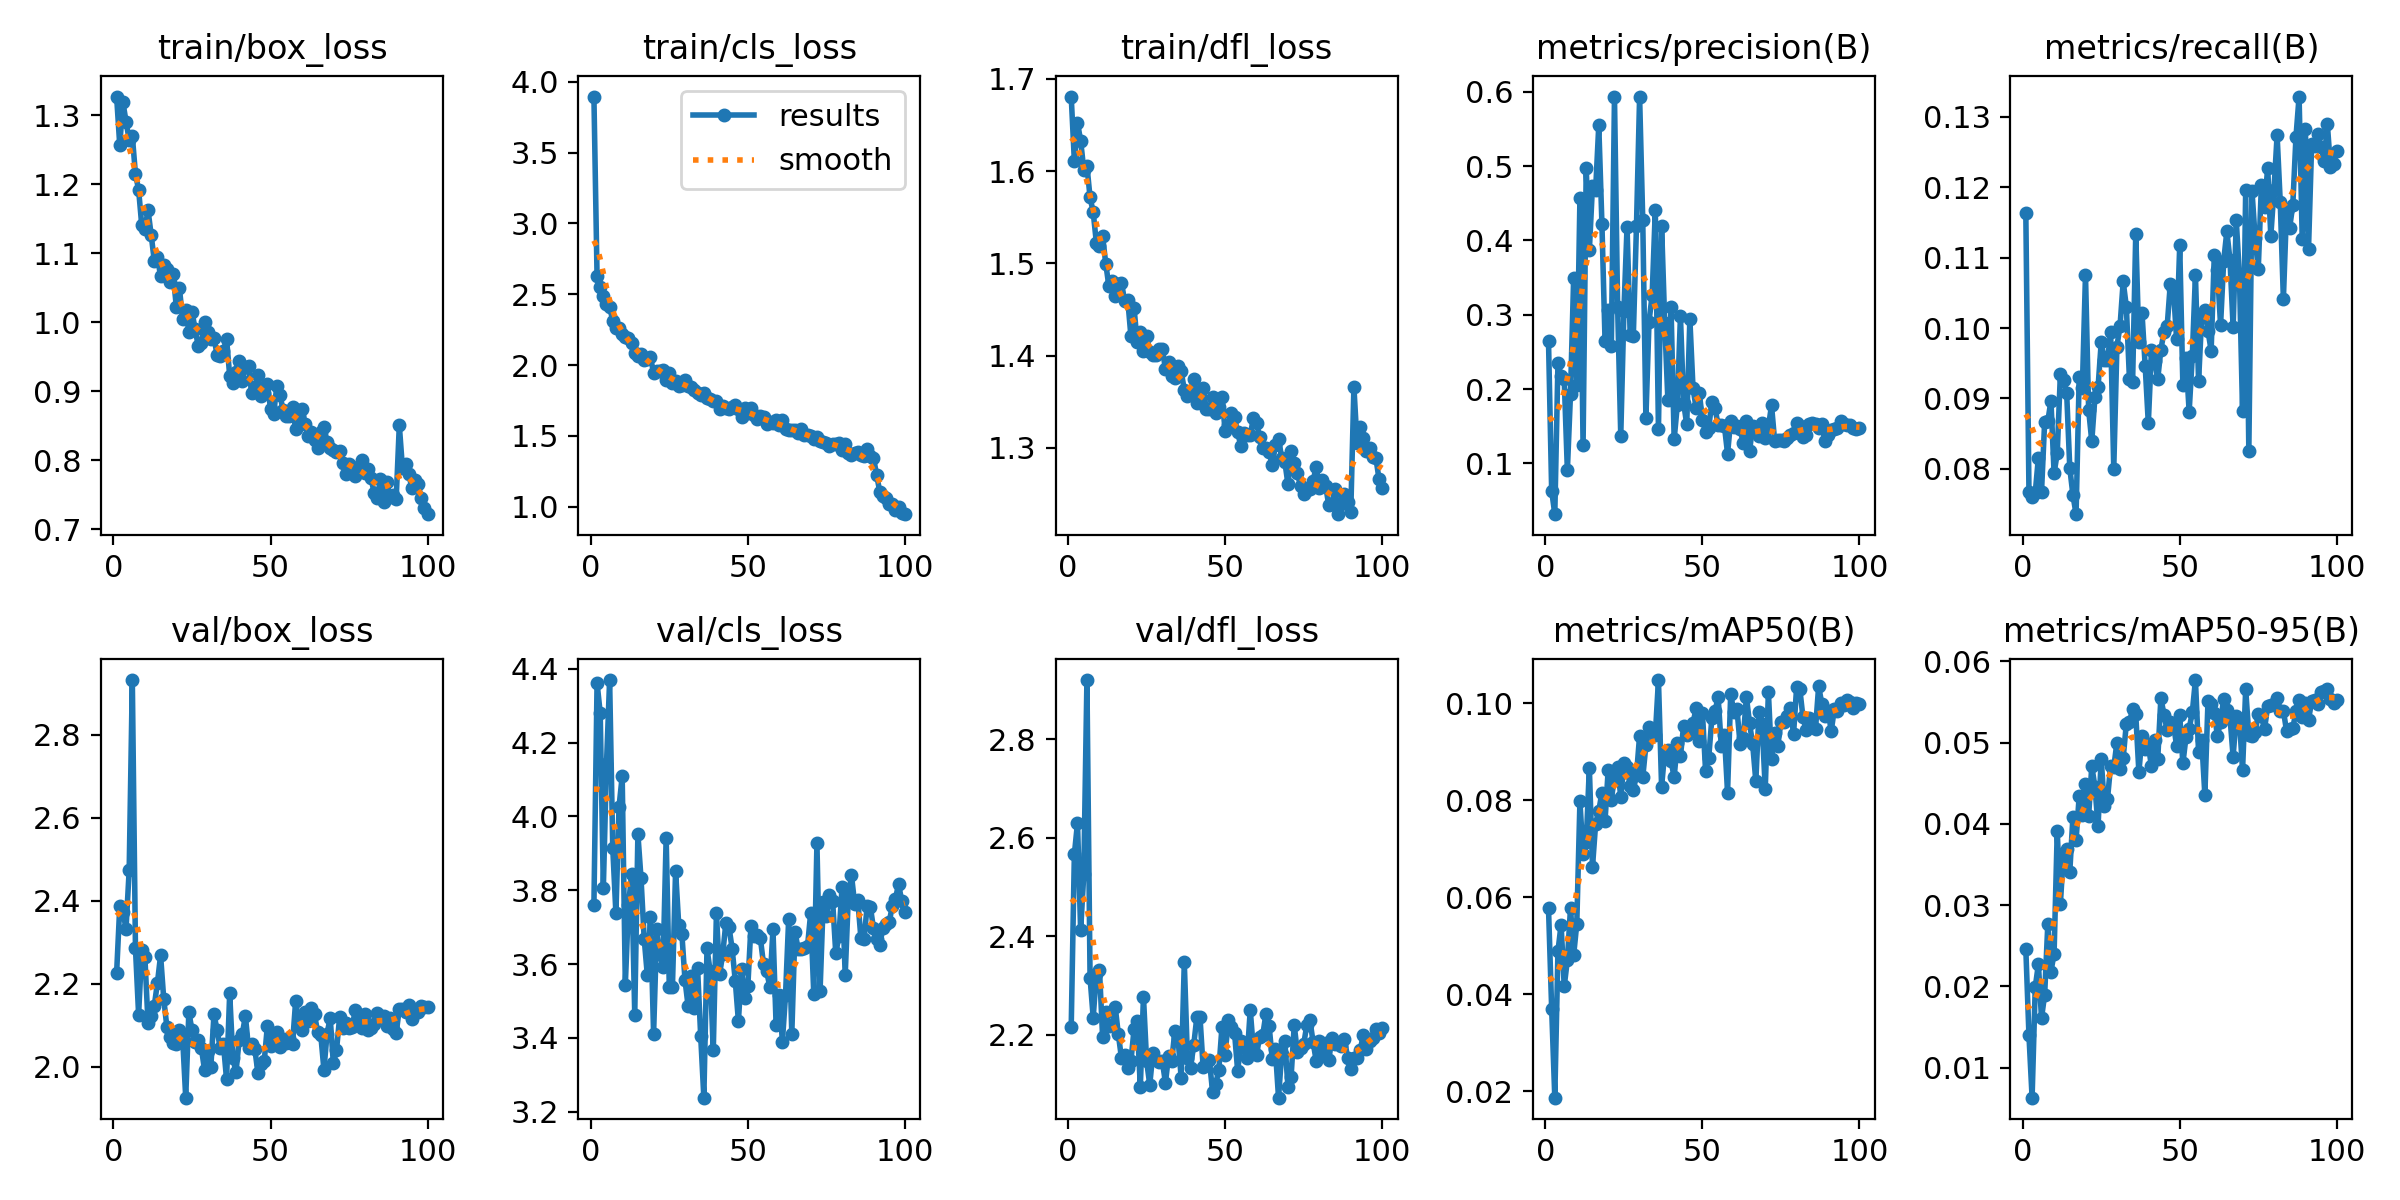 train/box_loss
train/cls_loss
train/dfl_loss
metrics/precision(B)
metrics/recall(B)
1.3
1.2
1.1
1.0
0.9
0.8
0.7
0 50 100
4.0
3.5
3.0
2.5
2.0
1.5
1.0
results
smooth
0 50 100
1.7
1.6
1.5
1.4
1.3
0 50 100
0.6
0.5
0.4
0.3
0.2
0.1
0 50 100
0.13
0.12
0.11
0.10
0.09
0.08
0 50 100
val/box_loss
val/cls_loss
val/dfl_loss
metrics/mAP50(B)
metrics/mAP50-95(B)
2.8
2.6
2.4
2.2
2.0
0 50 100
4.4
4.2
4.0
3.8
3.6
3.4
3.2
0 50 100
2.8
2.6
2.4
2.2
0 50 100
0.10
0.08
0.06
0.04
0.02
0 50 100
0.06
0.05
0.04
0.03
0.02
0.01
0 50 100